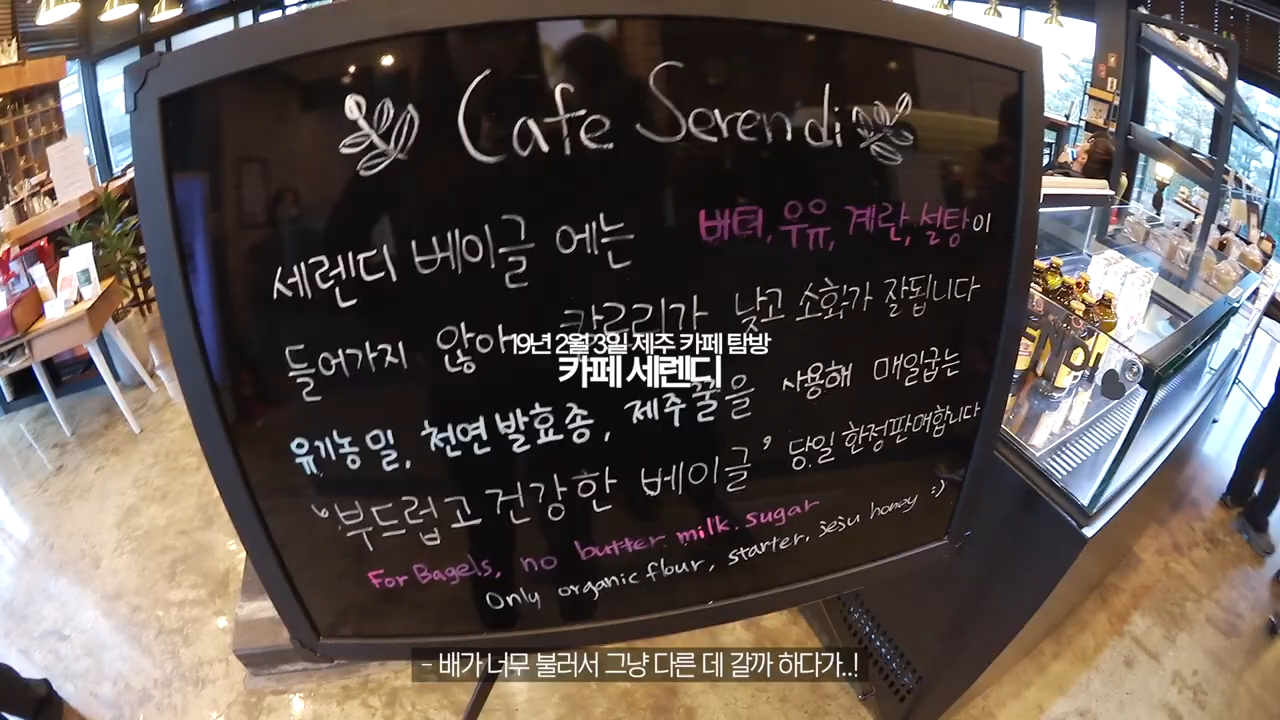 Cafe Serendi
세렌디 베이글 에는 버터, 우유, 계란, 설탕이
들어가지 않아 칼로리가 낮고 소화가 잘됩니다
19년 2월 3일 제주 카페 탐방
카페 세렌디
유기농 밀, 천연발효종, 제주꿀을 사용해 매일굽는
"부드럽고 건강한 베이글" 당일 한정판매합니다
For Bagels, no butter. milk. sugar
Only organic flour, starter, jeju honey :)
- 배가 너무 불러서 그냥 다른 데 갈까 하다가..!